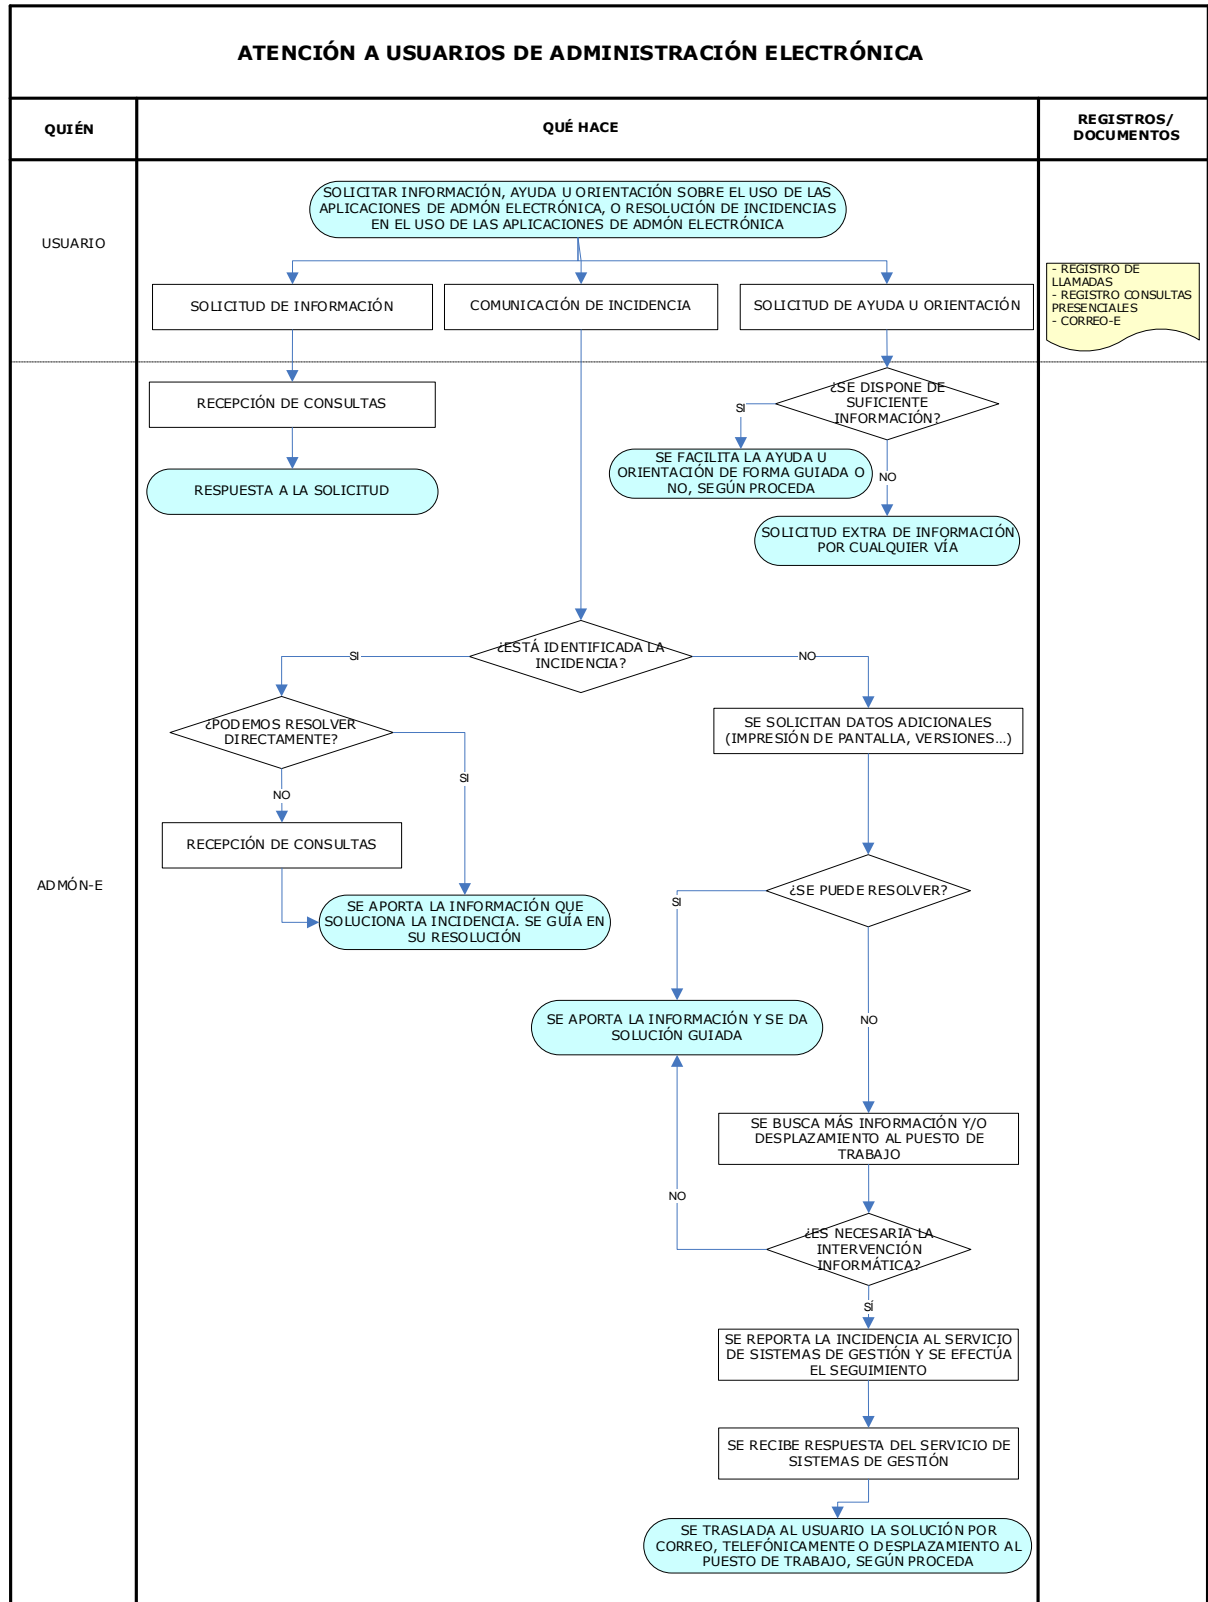 ATENCIÓN A USUARIOS DE ADMINISTRACIÓN ELECTRÓNICA
QUIÉN
QUÉ HACE
REGISTROS/
DOCUMENTOS
USUARIO
SOLICITAR INFORMACIÓN, AYUDA U ORIENTACIÓN SOBRE EL USO DE LAS
APLICACIONES DE ADMÓN ELECTRÓNICA, O RESOLUCIÓN DE INCIDENCIAS
EN EL USO DE LAS APLICACIONES DE ADMÓN ELECTRÓNICA
SOLICITUD DE INFORMACIÓN
COMUNICACIÓN DE INCIDENCIA
SOLICITUD DE AYUDA U ORIENTACIÓN
- REGISTRO DE
LLAMADAS
- REGISTRO CONSULTAS
PRESENCIALES
- CORREO-E
RECEPCIÓN DE CONSULTAS
¿SE DISPONE DE
SUFICIENTE
INFORMACIÓN?
SI
SE FACILITA LA AYUDA U
ORIENTACIÓN DE FORMA GUIADA O
NO, SEGÚN PROCEDA
NO
RESPUESTA A LA SOLICITUD
SOLICITUD EXTRA DE INFORMACIÓN
POR CUALQUIER VÍA
¿ESTÁ IDENTIFICADA LA
INCIDENCIA?
SI
NO
¿PODEMOS RESOLVER
DIRECTAMENTE?
SE SOLICITAN DATOS ADICIONALES
(IMPRESIÓN DE PANTALLA, VERSIONES...)
SI
NO
RECEPCIÓN DE CONSULTAS
ADMÓN-E
¿SE PUEDE RESOLVER?
SI
SE APORTA LA INFORMACIÓN QUE
SOLUCIONA LA INCIDENCIA. SE GUÍA EN
SU RESOLUCIÓN
SE APORTA LA INFORMACIÓN Y SE DA
SOLUCIÓN GUIADA
NO
SE BUSCA MÁS INFORMACIÓN Y/O
DESPLAZAMIENTO AL PUESTO DE
TRABAJO
NO
¿ES NECESARIA LA
INTERVENCIÓN
INFORMÁTICA?
SÍ
SE REPORTA LA INCIDENCIA AL SERVICIO
DE SISTEMAS DE GESTIÓN Y SE EFECTÚA
EL SEGUIMIENTO
SE RECIBE RESPUESTA DEL SERVICIO DE
SISTEMAS DE GESTIÓN
SE TRASLADA AL USUARIO LA SOLUCIÓN POR
CORREO, TELEFÓNICAMENTE O DESPLAZAMIENTO AL
PUESTO DE TRABAJO, SEGÚN PROCEDA